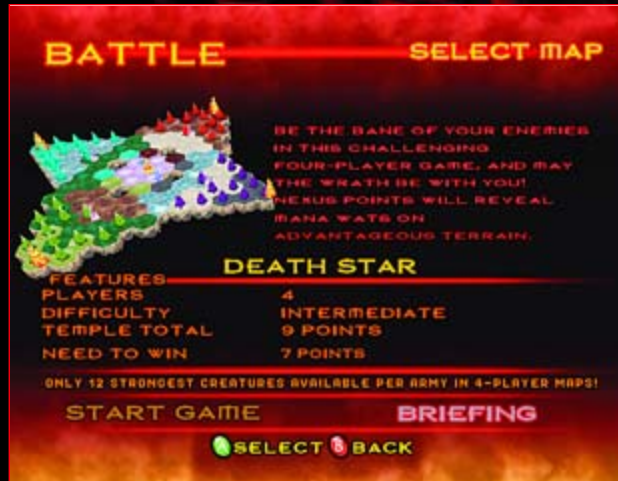 BATTLE
SELECT MAP
BE THE BANE OF YOUR ENEMIES
IN THIS CHALLENGING
FOUR-PLAYER GAME, AND MAY
THE WRATH BE WITH YOU!
NEXUS POINTS WILL REVEAL
MANA WATS ON
ADVANTAGEOUS TERRAIN.
DEATH STAR
FEATURES
PLAYERS 4
DIFFICULTY INTERMEDIATE
TEMPLE TOTAL 9 POINTS
NEED TO WIN 7 POINTS
ONLY 12 STRONGEST CREATURES AVAILABLE PER ARMY IN 4-PLAYER MAPS!
START GAME BRIEFING
A SELECT B BACK